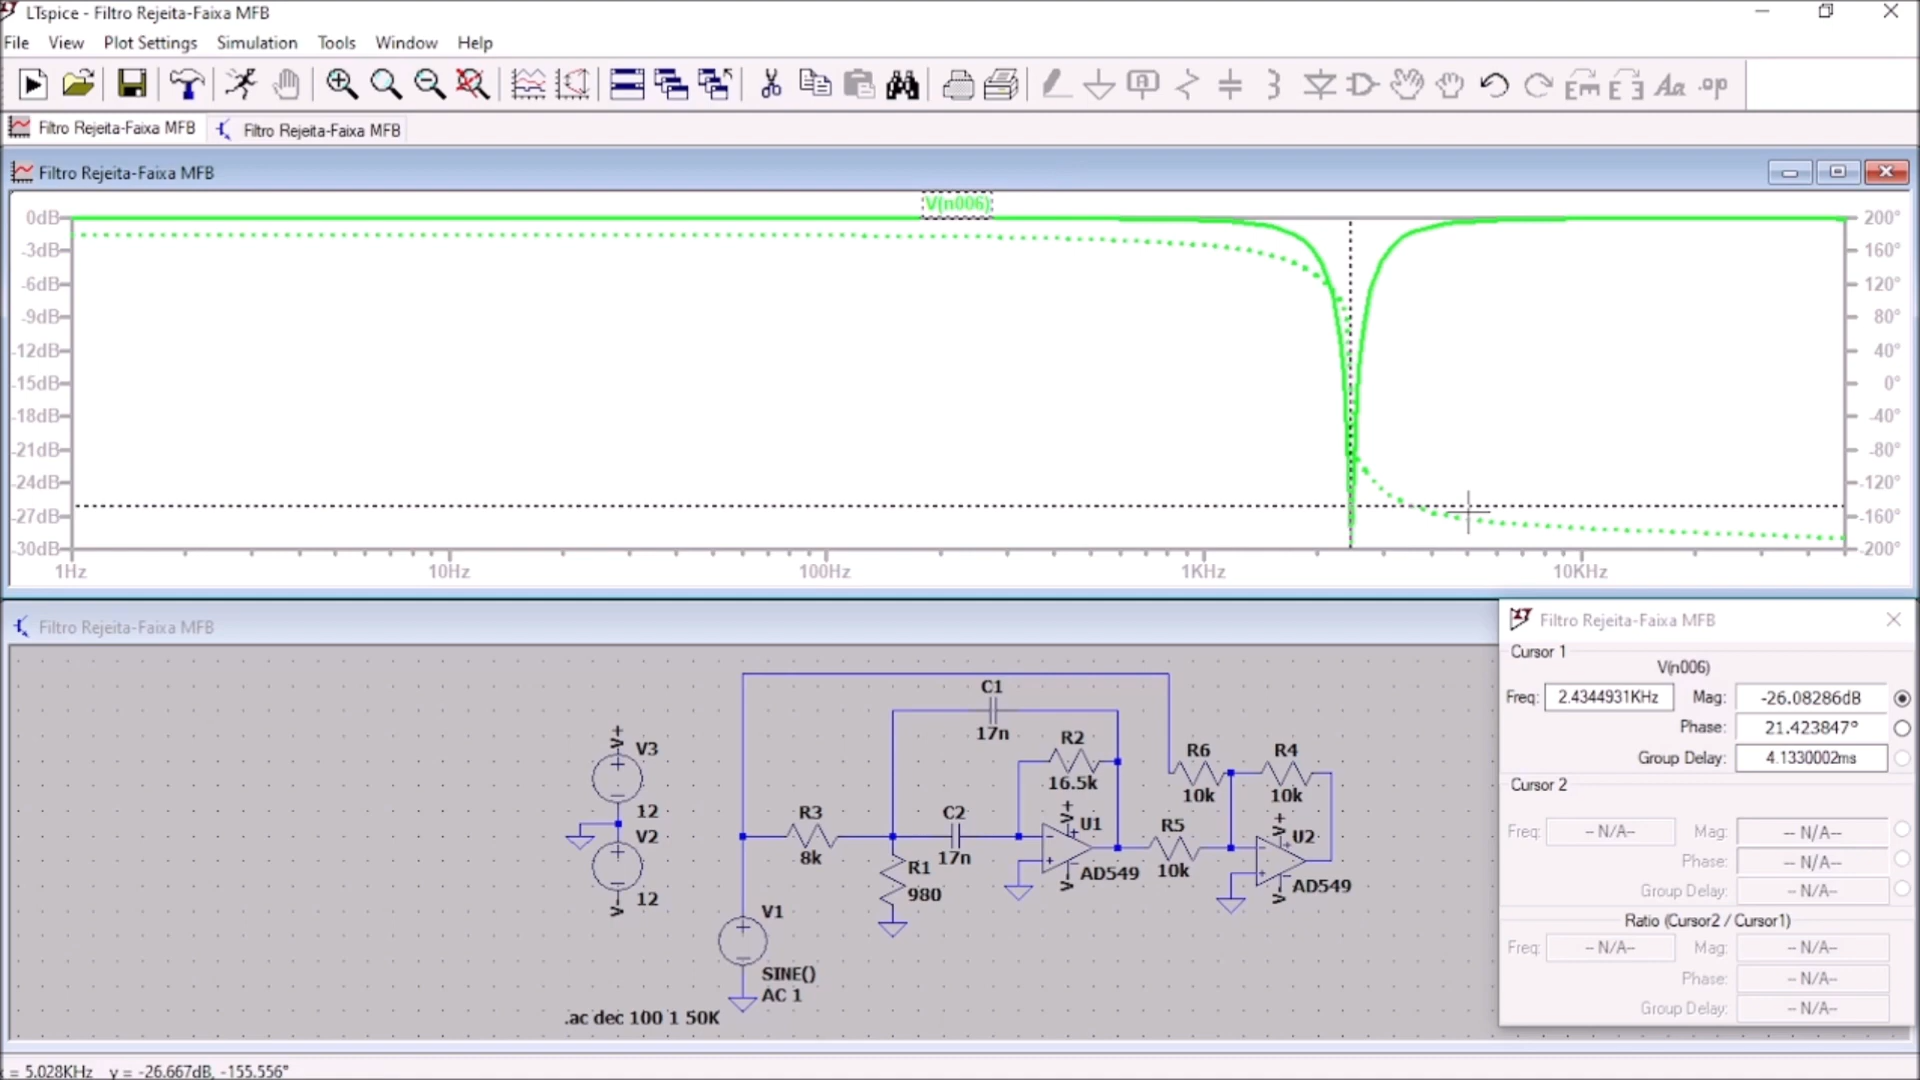 LTspice - Filtro Rejeita-Faixa MFB
File View Plot Settings Simulation Tools Window Help
Aa .op
Filtro Rejeita-Faixa MFB Filtro Rejeita-Faixa MFB
Filtro Rejeita-Faixa MFB
V(n006)
0dB 200°
-3dB 160°
-6dB 120°
-9dB 80°
-12dB 40°
-15dB 0°
-18dB -40°
-21dB -80°
-24dB -120°
-27dB -160°
-30dB -200°
1Hz 10Hz 100Hz 1KHz 10KHz
Filtro Rejeita-Faixa MFB
V+
V3
12
V2
12
V-
C1
17n
R2
16.5k
R6
10k
R4
10k
R3
8k
C2
17n
R1
980
V+
U1
AD549
V-
R5
10k
V+
U2
AD549
V-
V1
SINE()
AC 1
.ac dec 100 1 50K
Filtro Rejeita-Faixa MFB
Cursor 1
V(n006)
Freq: 2.4344931KHz Mag: -26.08286dB
Phase: 21.423847°
Group Delay: 4.1330002ms
Cursor 2
Freq: -- N/A-- Mag: -- N/A--
Phase: -- N/A--
Group Delay: -- N/A--
Ratio (Cursor2 / Cursor1)
Freq: -- N/A-- Mag: -- N/A--
Phase: -- N/A--
Group Delay: -- N/A--
= 5.028KHz y = -26.667dB, -155.556°